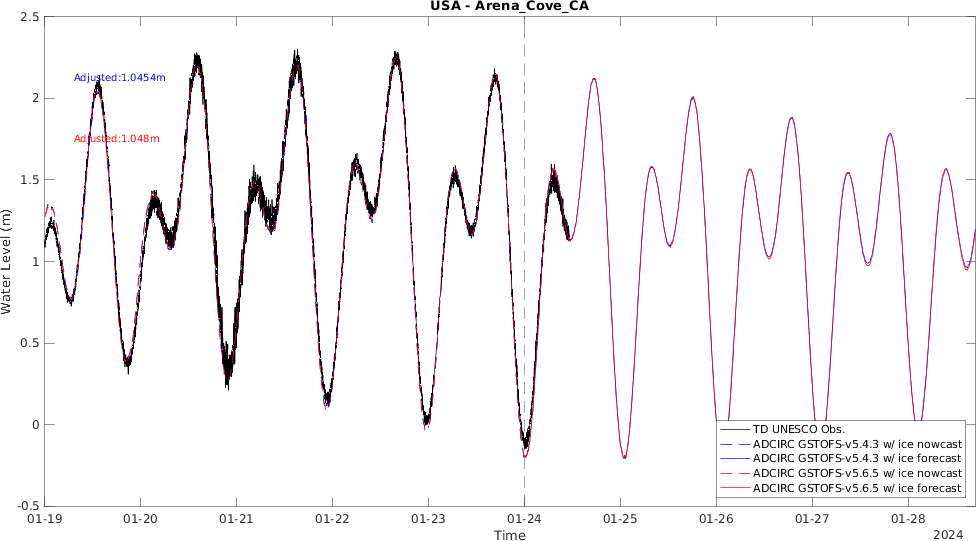 USA - Arena_Cove_CA
2.5
2
1.5
1
0.5
0
-0.5
Water Level (m)
Adjusted:1.0454m
Adjusted:1.048m
TD UNESCO Obs.
ADCIRC GSTOFS-v5.4.3 w/ ice nowcast
ADCIRC GSTOFS-v5.4.3 w/ ice forecast
ADCIRC GSTOFS-v5.6.5 w/ ice nowcast
ADCIRC GSTOFS-v5.6.5 w/ ice forecast
01-19 01-20 01-21 01-22 01-23 01-24 01-25 01-26 01-27 01-28
Time
2024